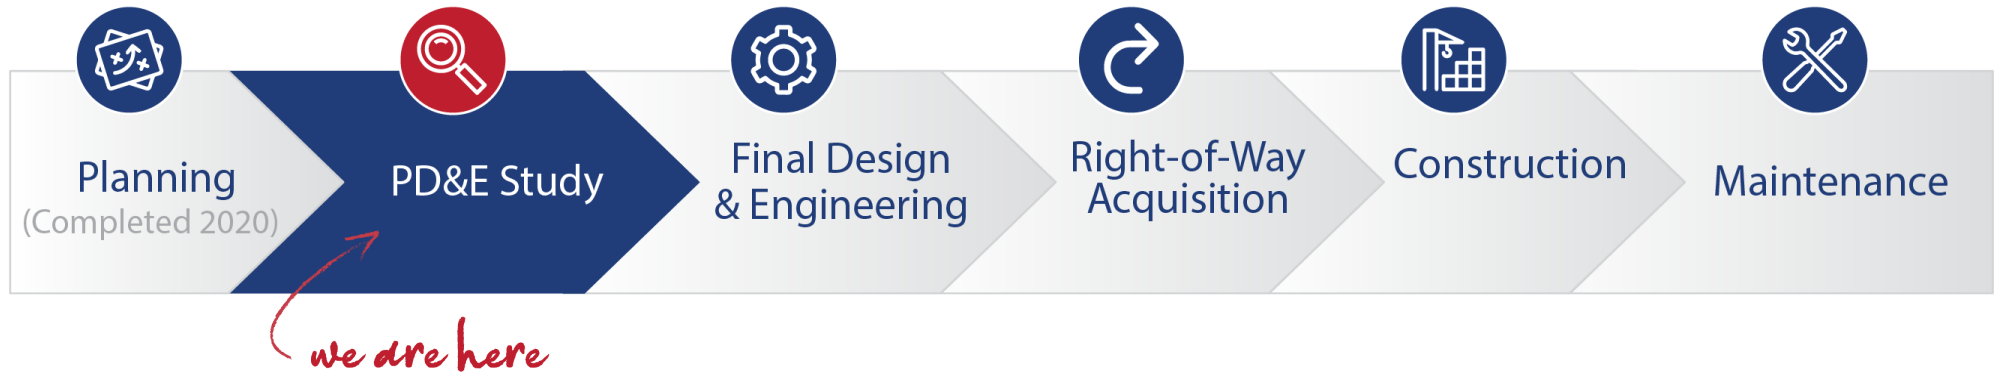 Planning
(Completed 2020)
PD&E Study
Final Design
& Engineering
Right-of-Way
Acquisition
Construction
Maintenance
we are here